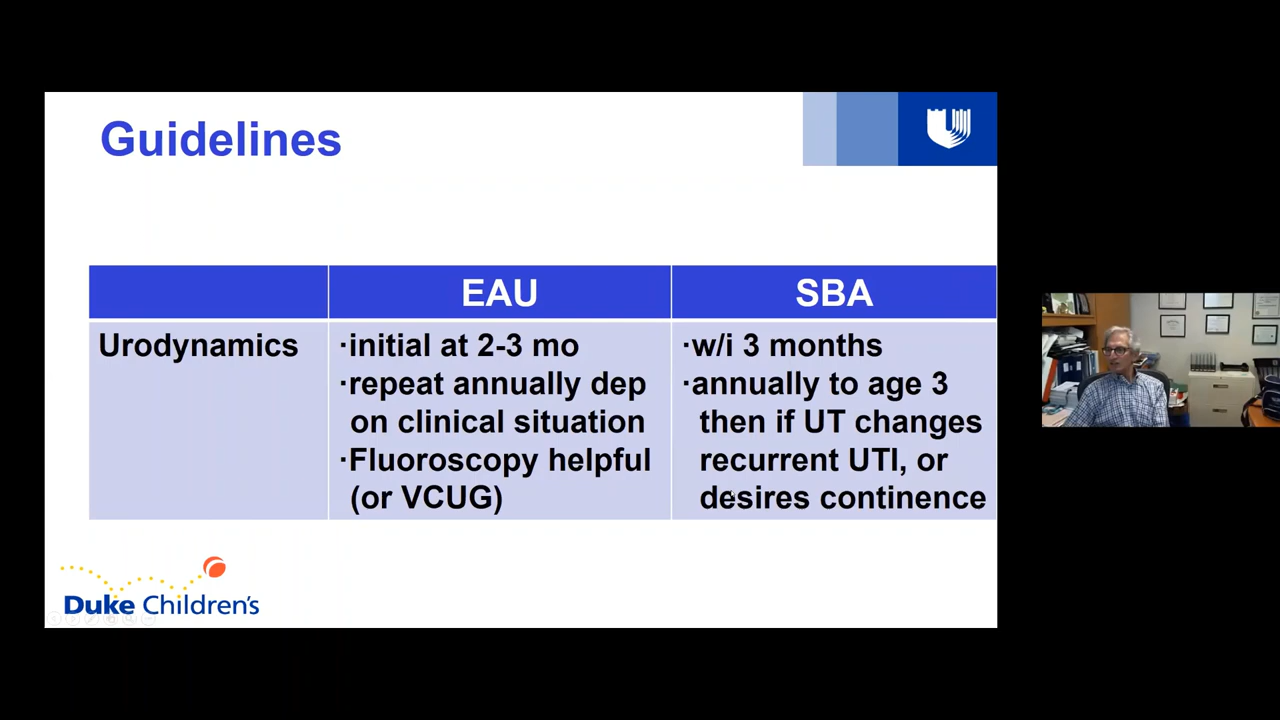 Guidelines
EAU
SBA
Urodynamics
·initial at 2-3 mo
·repeat annually dep
on clinical situation
·Fluoroscopy helpful
(or VCUG)
·w/i 3 months
·annually to age 3
then if UT changes
recurrent UTI, or
desires continence
Duke Children's